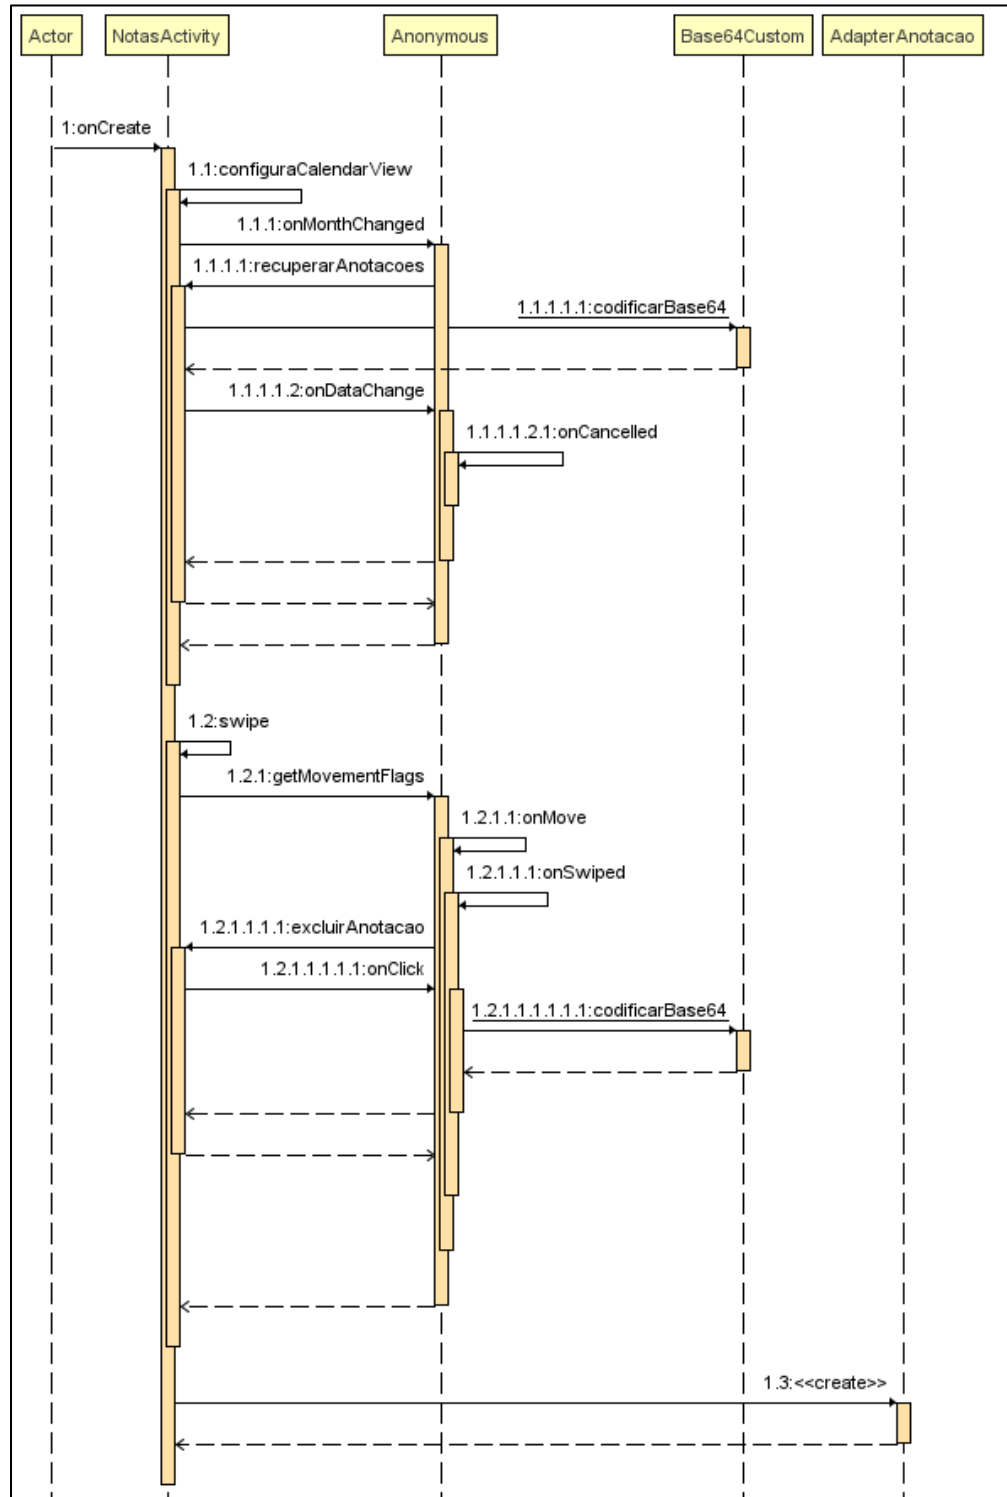 Actor
NotasActivity
Anonymous
Base64Custom
AdapterAnotacao
1:onCreate
1.1:configuraCalendarView
1.1.1:onMonthChanged
1.1.1.1:recuperarAnotacoes
1.1.1.1.1:codificarBase64
1.1.1.1.2:onDataChange
1.1.1.1.2.1:onCancelled
1.2:swipe
1.2.1:getMovementFlags
1.2.1.1:onMove
1.2.1.1.1:onSwiped
1.2.1.1.1.1:excluirAnotacao
1.2.1.1.1.1.1:onClick
1.2.1.1.1.1.1.1:codificarBase64
1.3:<<create>>